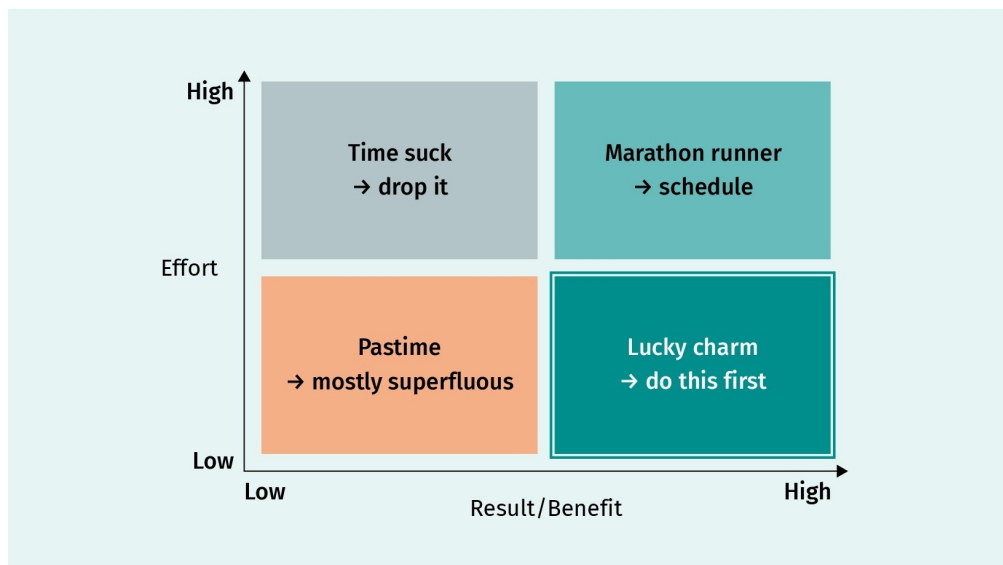 High
Time suck
→ drop it
Marathon runner
→ schedule
Effort
Pastime
→ mostly superfluous
Lucky charm
→ do this first
Low
Low
High
Result/Benefit